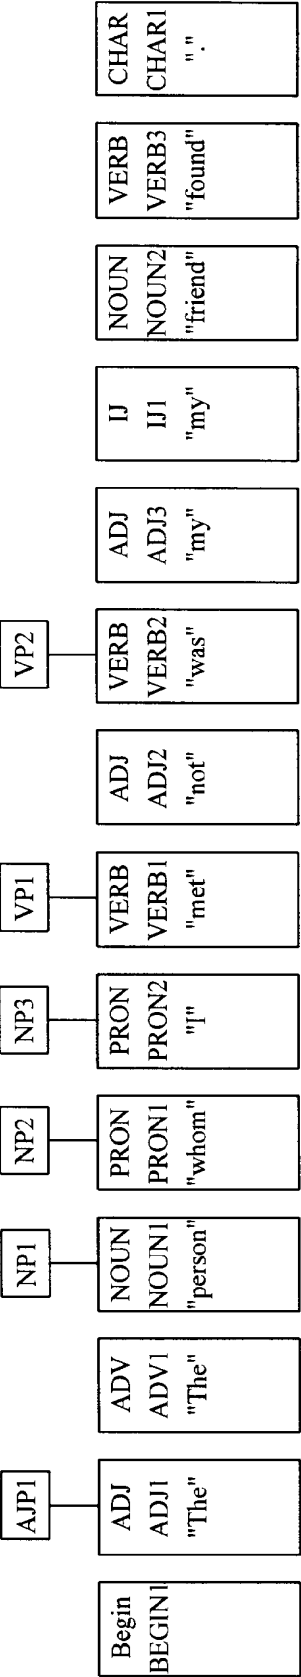 AJP1
NP1
NP2
NP3
VP1
VP2
Begin
BEGIN1
ADJ
ADJ1
"The"
ADV
ADV1
"The"
NOUN
NOUN1
"person"
PRON
PRON1
"whom"
PRON
PRON2
"I"
VERB
VERB1
"met"
ADJ
ADJ2
"not"
VERB
VERB2
"was"
ADJ
ADJ3
"my"
IJ
IJ1
"my"
NOUN
NOUN2
"friend"
VERB
VERB3
"found"
CHAR
CHAR1
"."